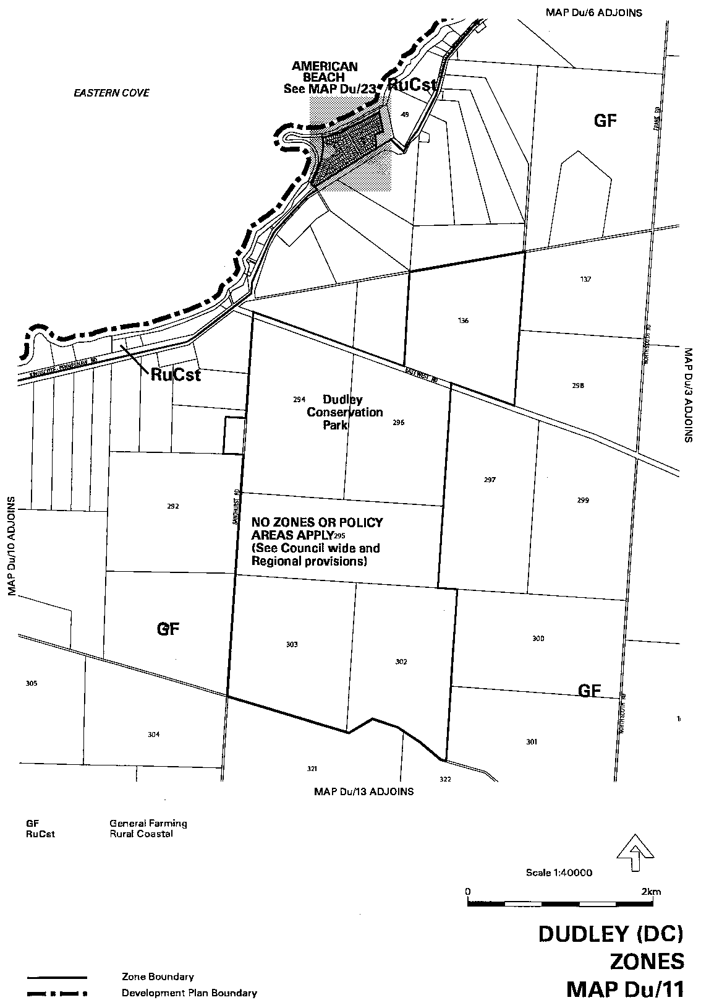 MAP Du/6 ADJOINS
AMERICAN
BEACH
See MAP Du/23
RuCst
EASTERN COVE
49
GF
FRANK RD
137
136
NORTH SOUTH RD
MAP Du/3 ADJOINS
KINGSCOTE PENNESHAW RD
RuCst
EAST WEST RD
298
294
Dudley
Conservation
Park
296
297
299
292
SANDHURST RD
MAP Du/10 ADJOINS
NO ZONES OR POLICY
AREAS APPLY
295
(See Council wide and
Regional provisions)
GF
303
302
300
305
GF
NORTH SOUTH RD
304
301
321
322
MAP Du/13 ADJOINS
GF General Farming
RuCst Rural Coastal
Scale 1:40000
0 2km
DUDLEY (DC)
ZONES
MAP Du/11
Zone Boundary
Development Plan Boundary